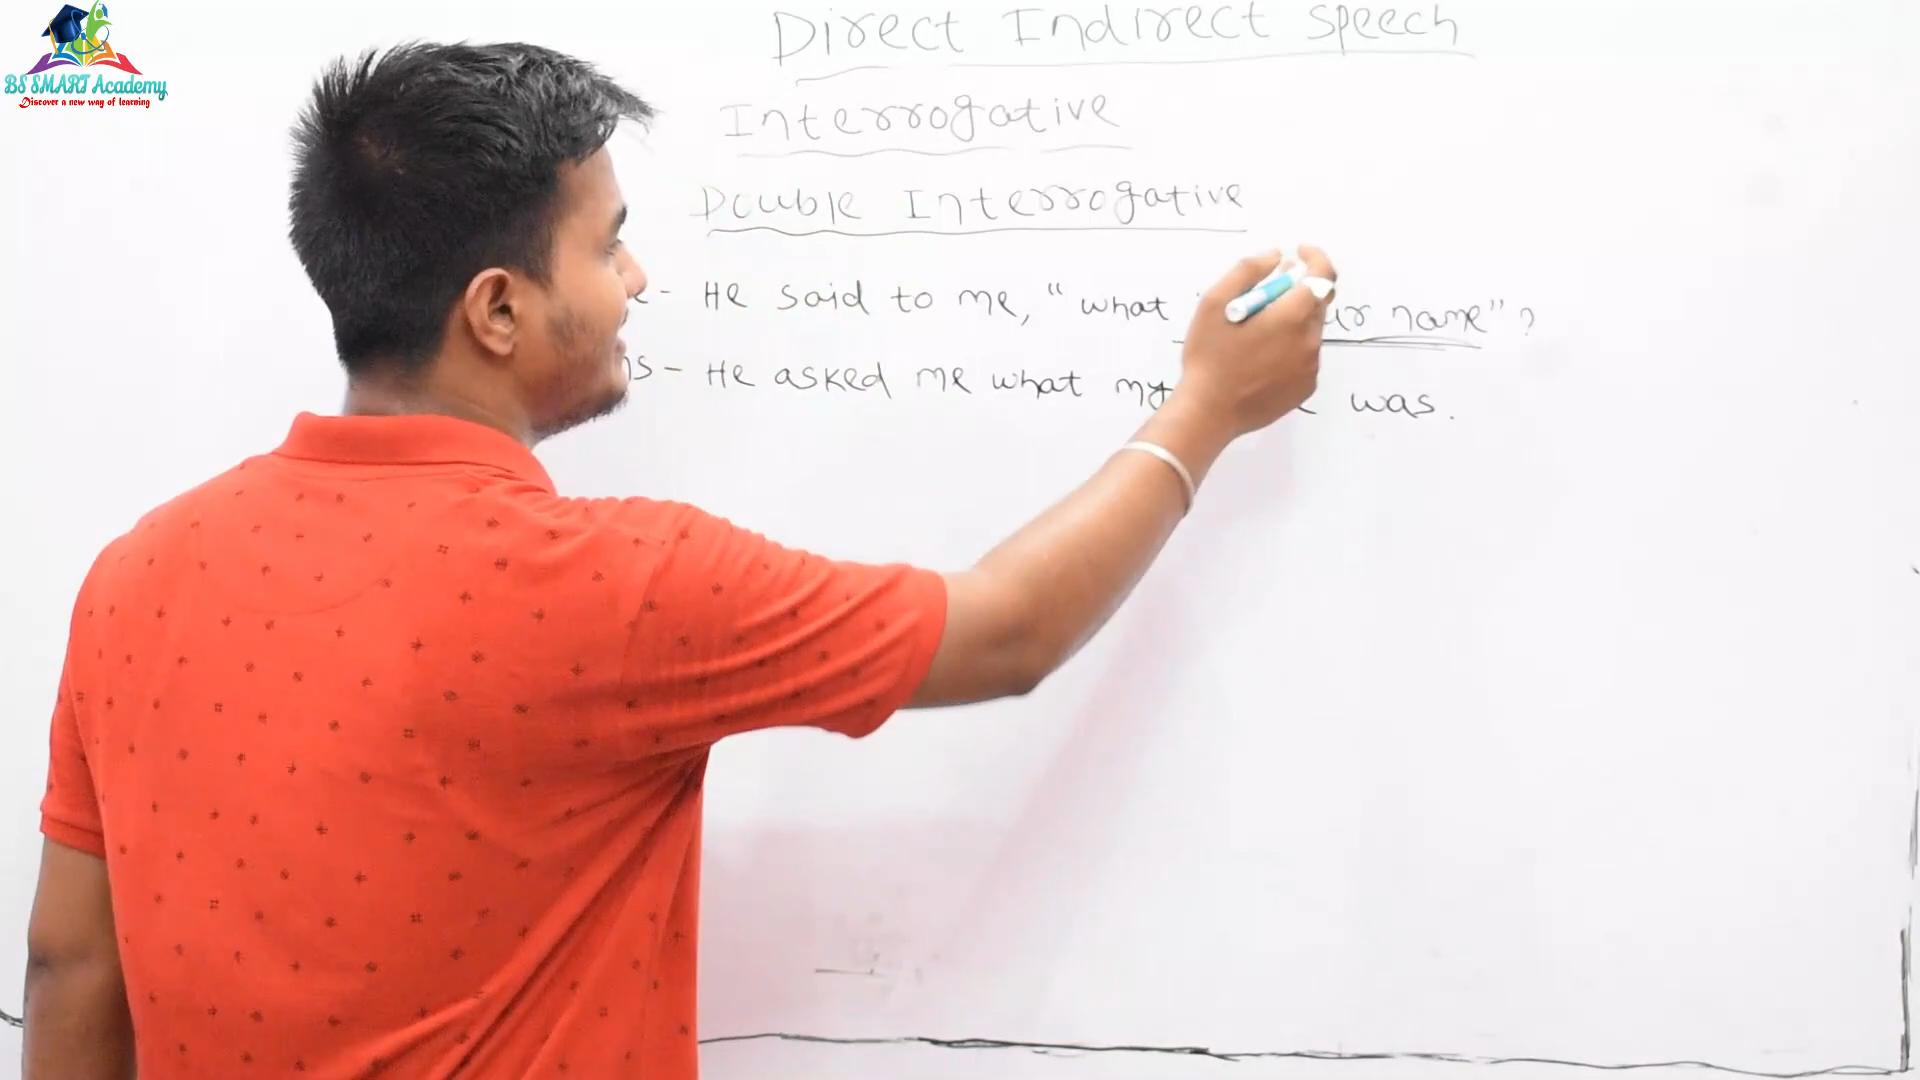 BS SMART Academy
Discover a new way of learning
Direct Indirect speech
Interrogative
Double Interrogative
- He said to me, "what name"?
- He asked me what my was.